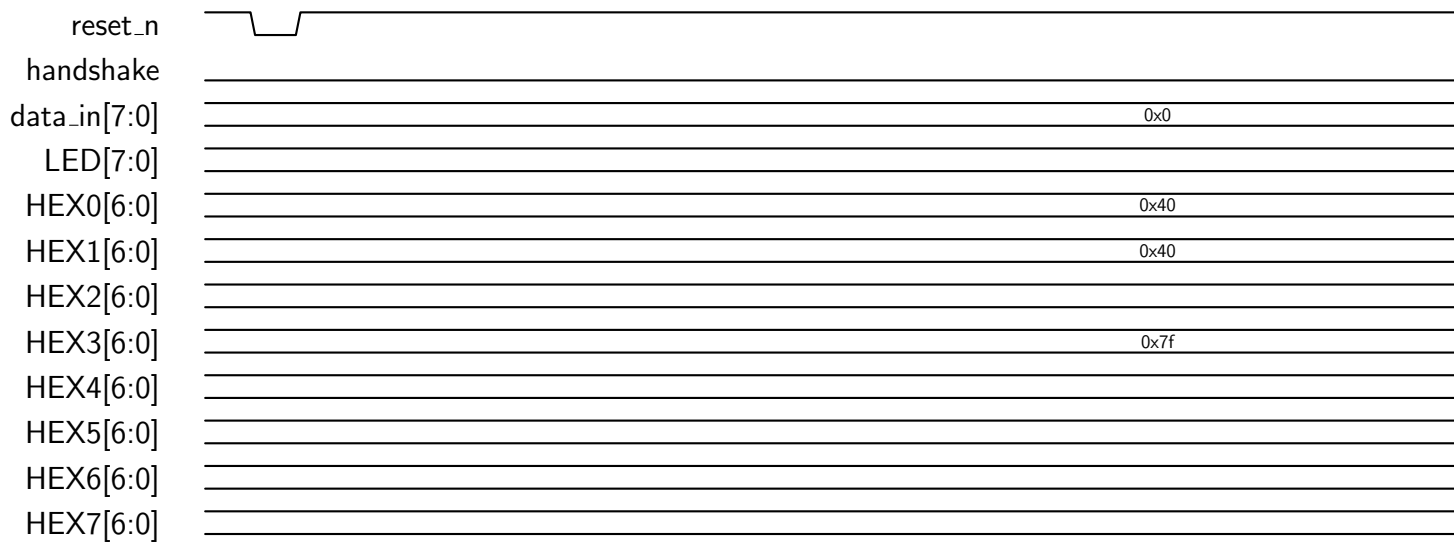 reset_n
handshake
data_in[7:0] 0x0
LED[7:0]
HEX0[6:0] 0x40
HEX1[6:0] 0x40
HEX2[6:0]
HEX3[6:0] 0x7f
HEX4[6:0]
HEX5[6:0]
HEX6[6:0]
HEX7[6:0]